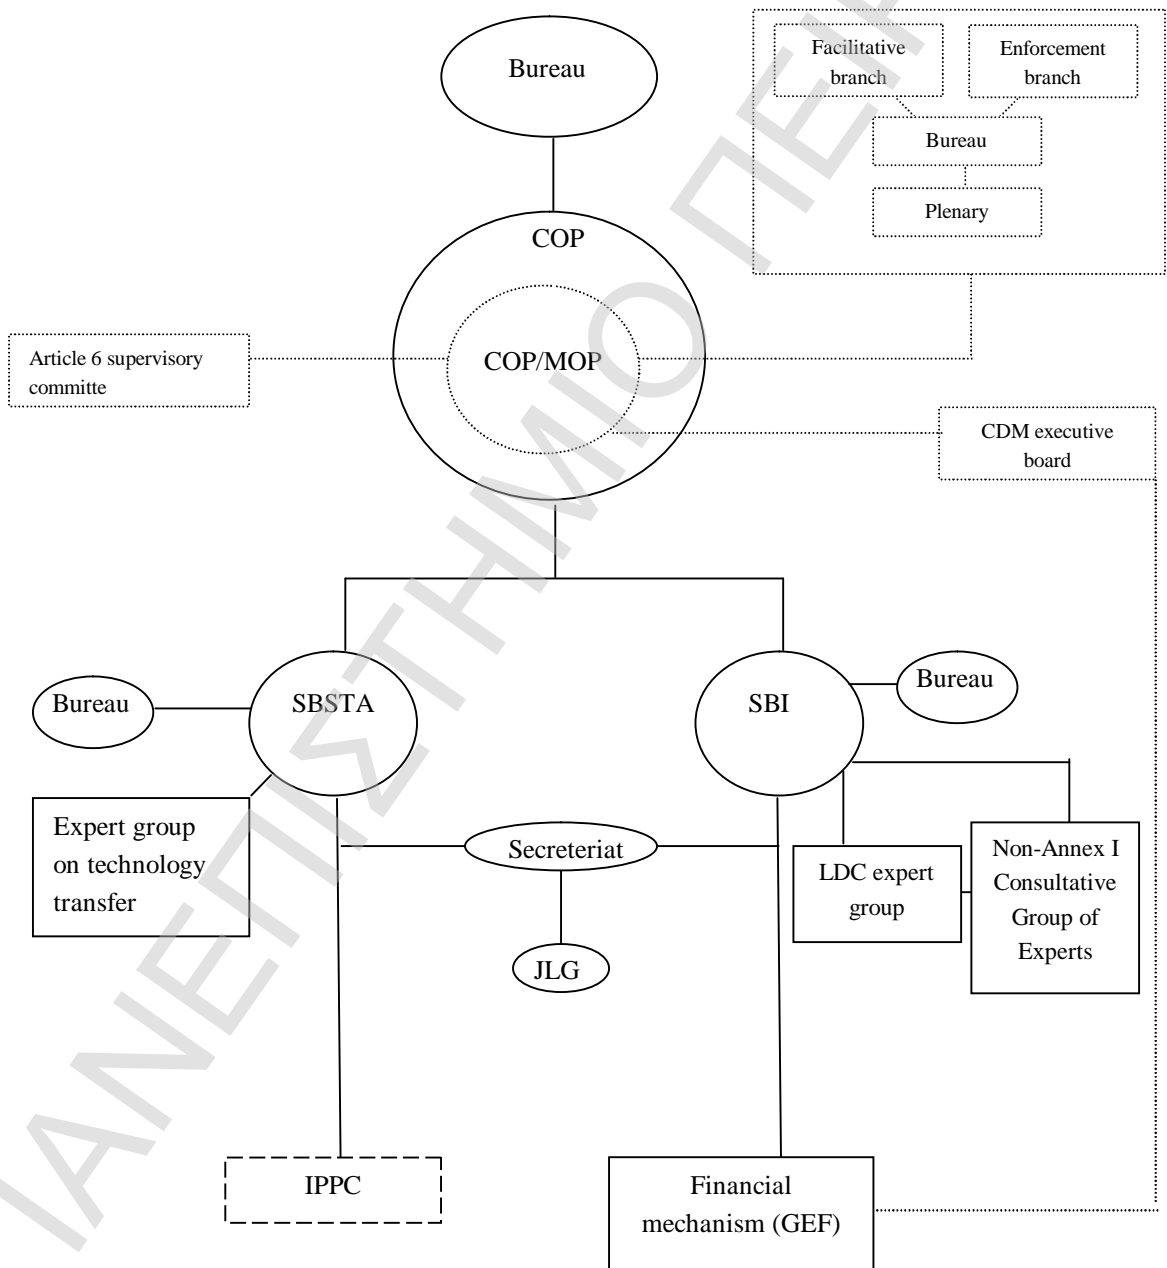 Bureau
Facilitative
branch
Enforcement
branch
Bureau
Plenary
COP
COP/MOP
Article 6 supervisory
committe
CDM executive
board
Bureau
SBSTA
SBI
Bureau
Expert group
on technology
transfer
Secreteriat
JLG
LDC expert
group
Non-Annex I
Consultative
Group of
Experts
IPPC
Financial
mechanism (GEF)
ΙΑΝΕΠΙΣΤΗΜΙΟ ΠΕΙΡ